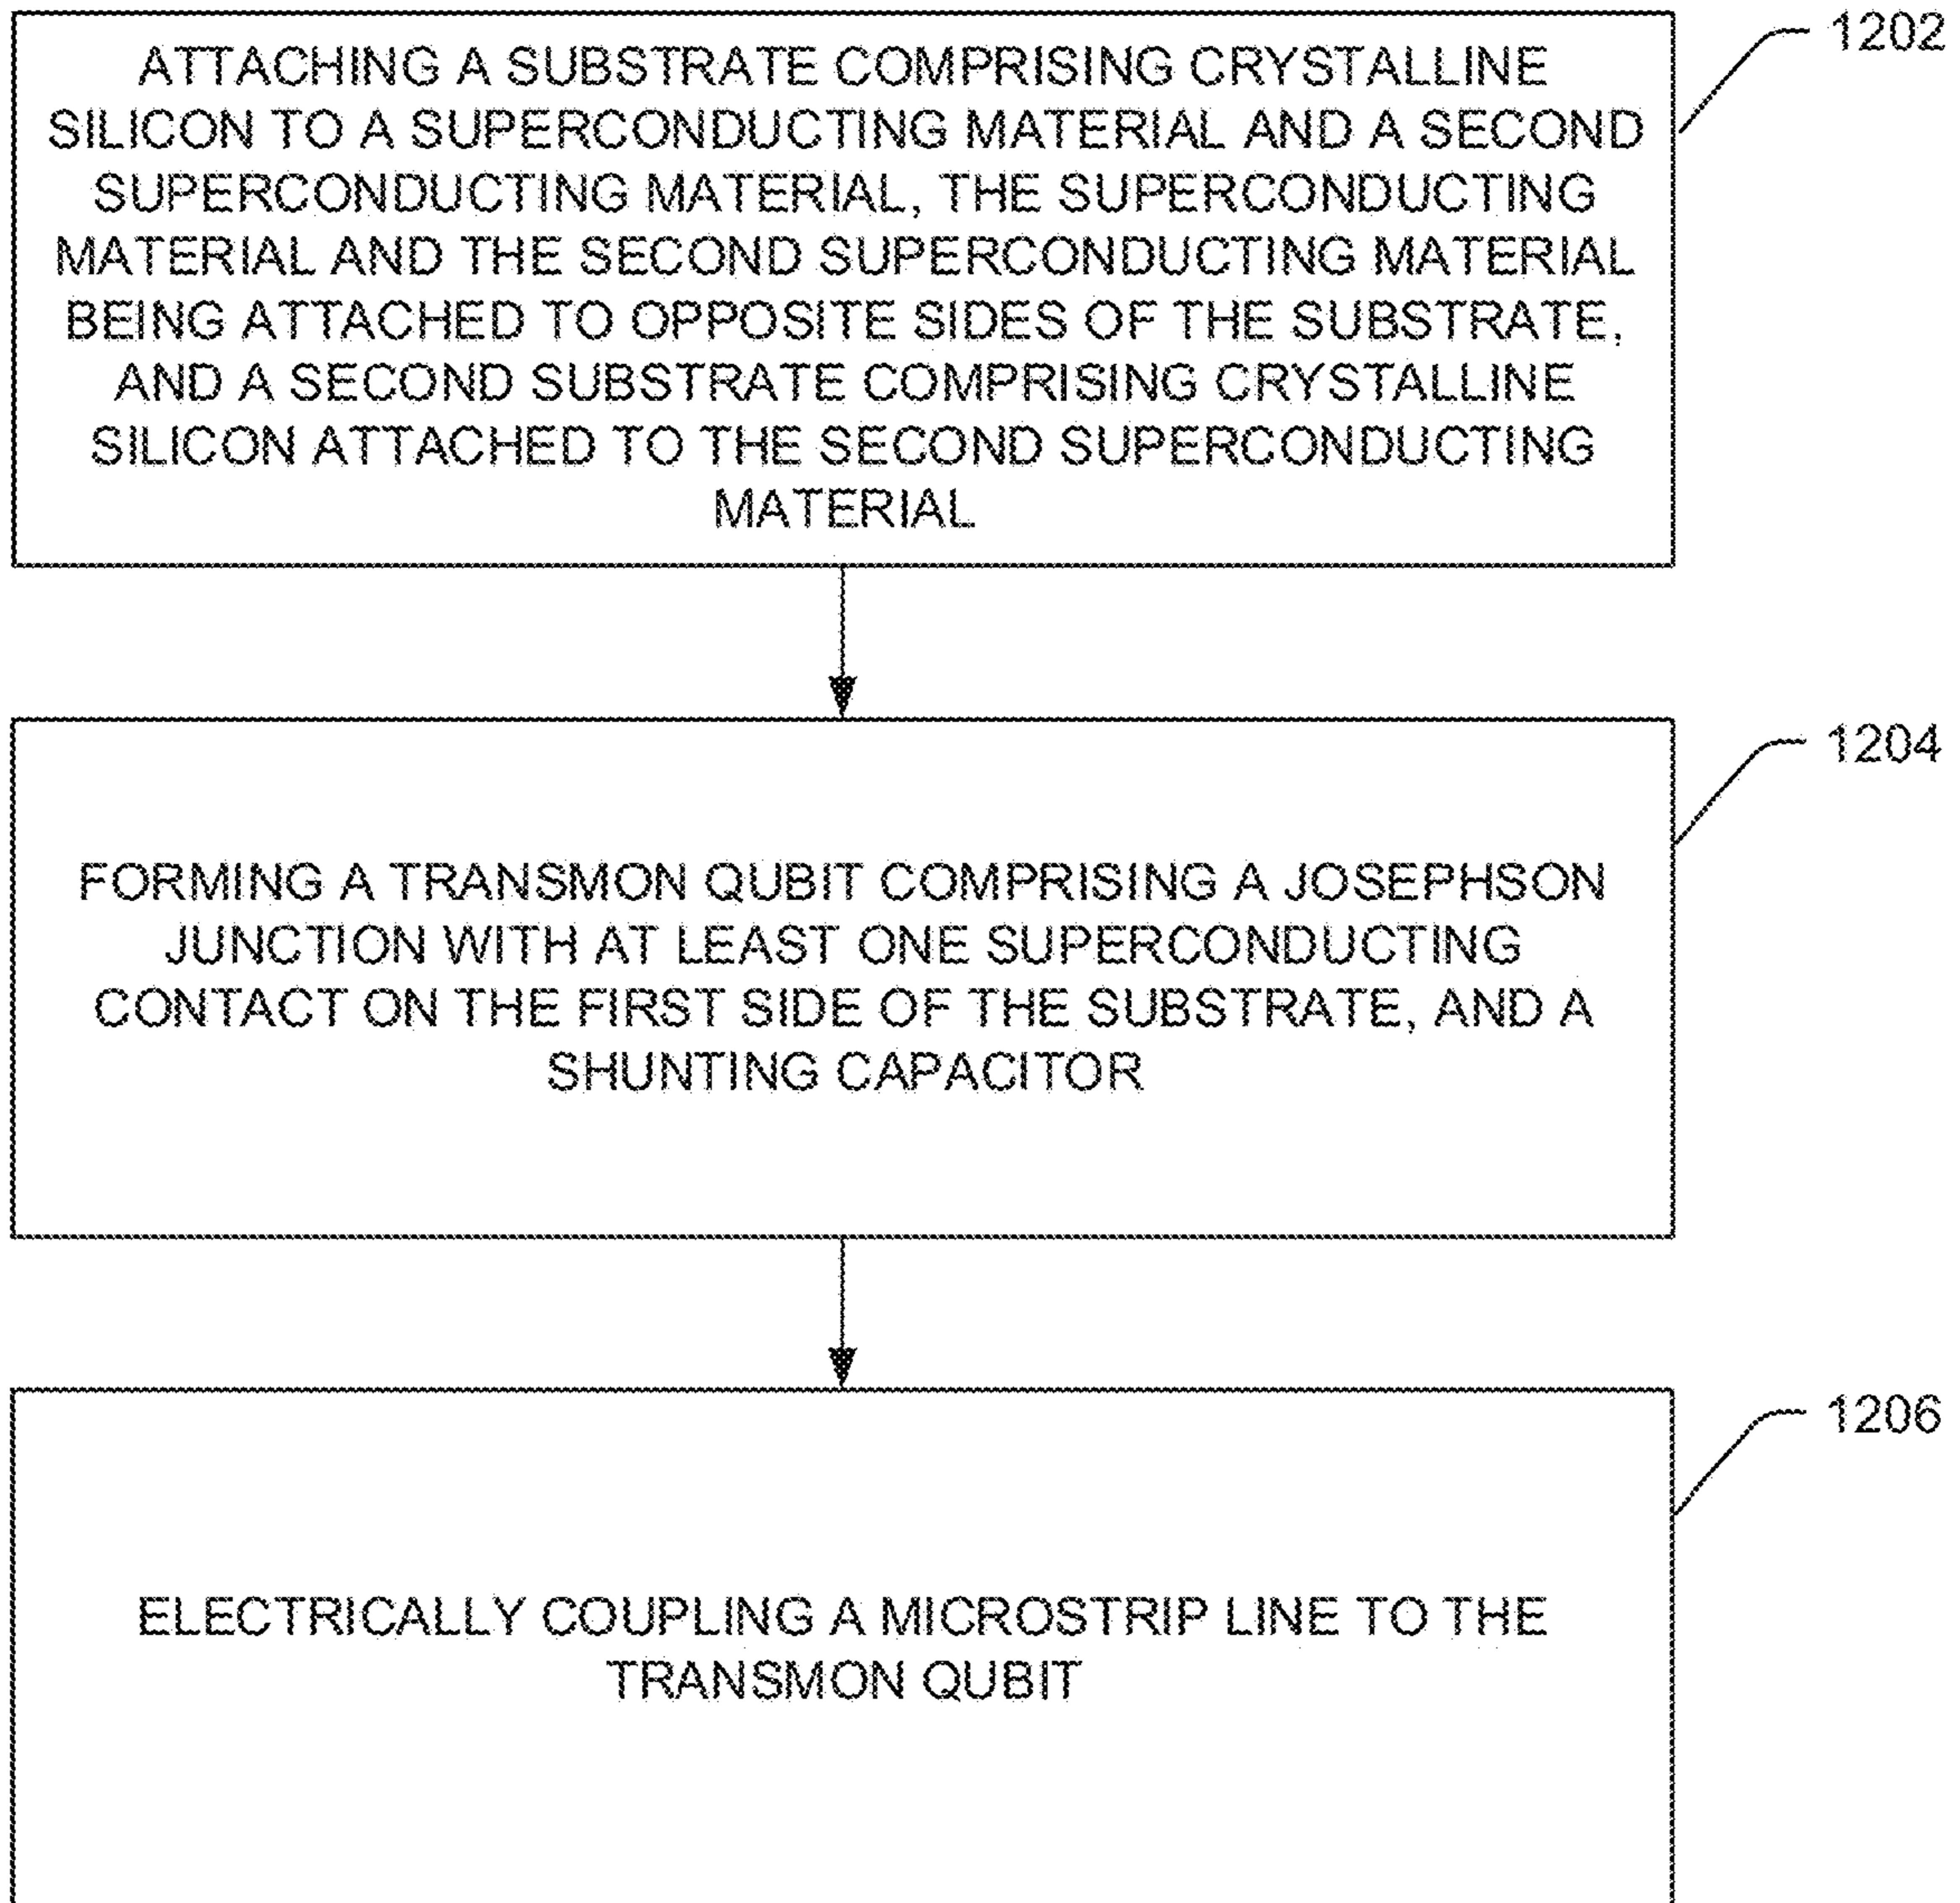 1202
ATTACHING A SUBSTRATE COMPRISING CRYSTALLINE
SILICON TO A SUPERCONDUCTING MATERIAL AND A SECOND
SUPERCONDUCTING MATERIAL, THE SUPERCONDUCTING
MATERIAL AND THE SECOND SUPERCONDUCTING MATERIAL
BEING ATTACHED TO OPPOSITE SIDES OF THE SUBSTRATE,
AND A SECOND SUBSTRATE COMPRISING CRYSTALLINE
SILICON ATTACHED TO THE SECOND SUPERCONDUCTING
MATERIAL
1204
FORMING A TRANSMON QUBIT COMPRISING A JOSEPHSON
JUNCTION WITH AT LEAST ONE SUPERCONDUCTING
CONTACT ON THE FIRST SIDE OF THE SUBSTRATE, AND A
SHUNTING CAPACITOR
1206
ELECTRICALLY COUPLING A MICROSTRIP LINE TO THE
TRANSMON QUBIT